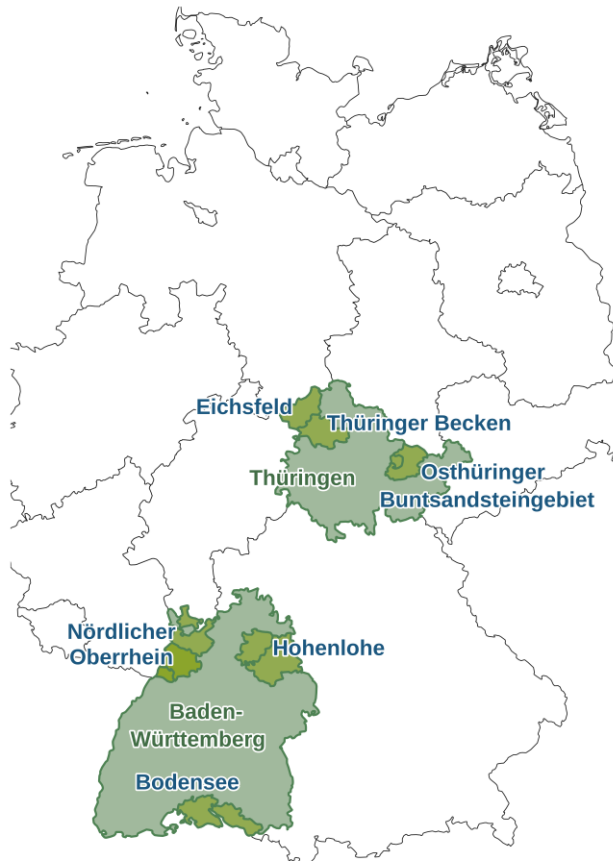 Eichsfeld
Thüringer Becken
Thüringen
Osthüringer
Buntsandsteingebiet
Nördlicher
Oberrhein
Hohenlohe
Baden-
Württemberg
Bodensee